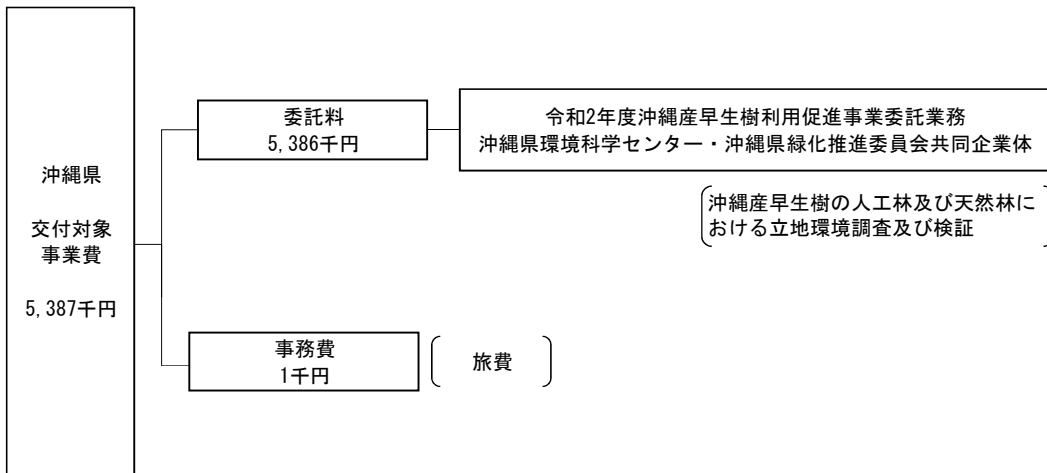 沖縄県
交付対象
事業費
5,387千円
委託料
5,386千円
令和2年度沖縄産早生樹利用促進事業委託業務
沖縄県環境科学センター・沖縄県緑化推進委員会共同企業体
沖縄産早生樹の人工林及び天然林に
おける立地環境調査及び検証
事務費
1千円
旅費